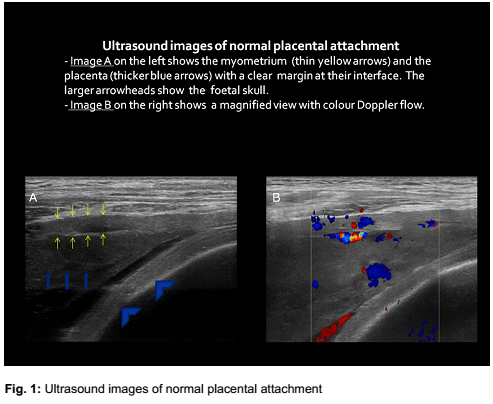 Ultrasound images of normal placental attachment
- Image A on the left shows the myometrium (thin yellow arrows) and the
placenta (thicker blue arrows) with a clear margin at their interface. The
larger arrowheads show the foetal skull.
- Image B on the right shows a magnified view with colour Doppler flow.
A
B
Fig. 1: Ultrasound images of normal placental attachment